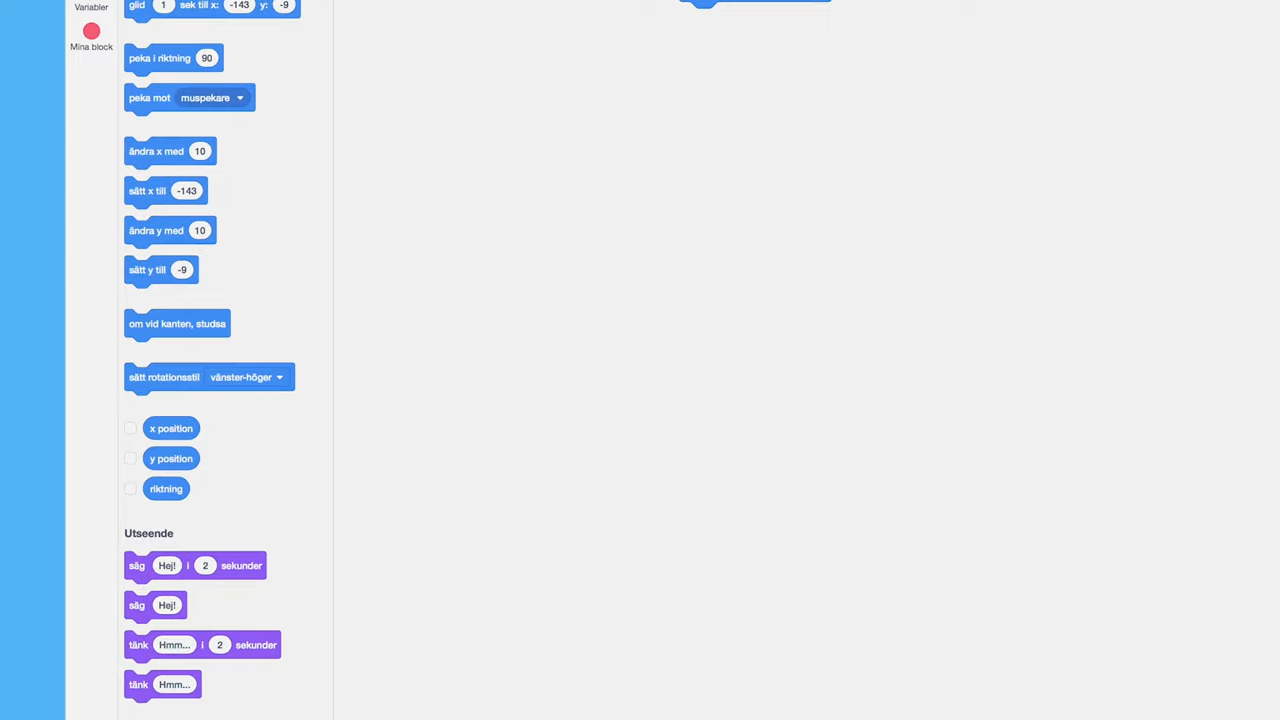 Variabler
Mina block
glid 1 sek till x: -143 y: -9
peka i riktning 90
peka mot muspekare
ändra x med 10
sätt x till -143
ändra y med 10
sätt y till -9
om vid kanten, studsa
sätt rotationsstil vänster-höger
x position
y position
riktning
Utseende
säg Hej! i 2 sekunder
säg Hej!
tänk Hmm... i 2 sekunder
tänk Hmm...